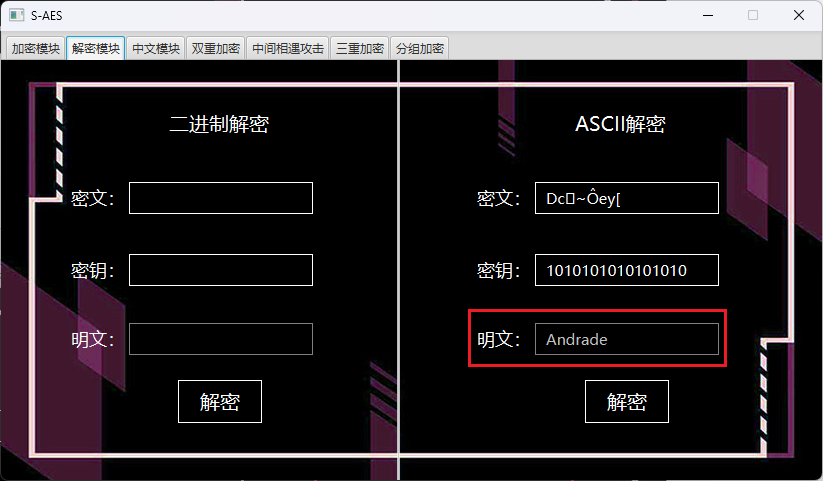 S-AES
加密模块 解密模块 中文模块 双重加密 中间相遇攻击 三重加密 分组加密
二进制解密
密文：
密钥：
明文：
解密
ASCII解密
密文： Dc▯~Ôey[
密钥： 1010101010101010
明文： Andrade
解密